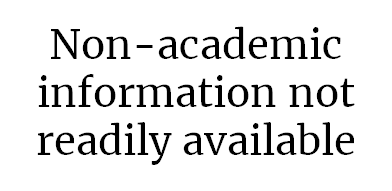 Non-academic
information not
readily available